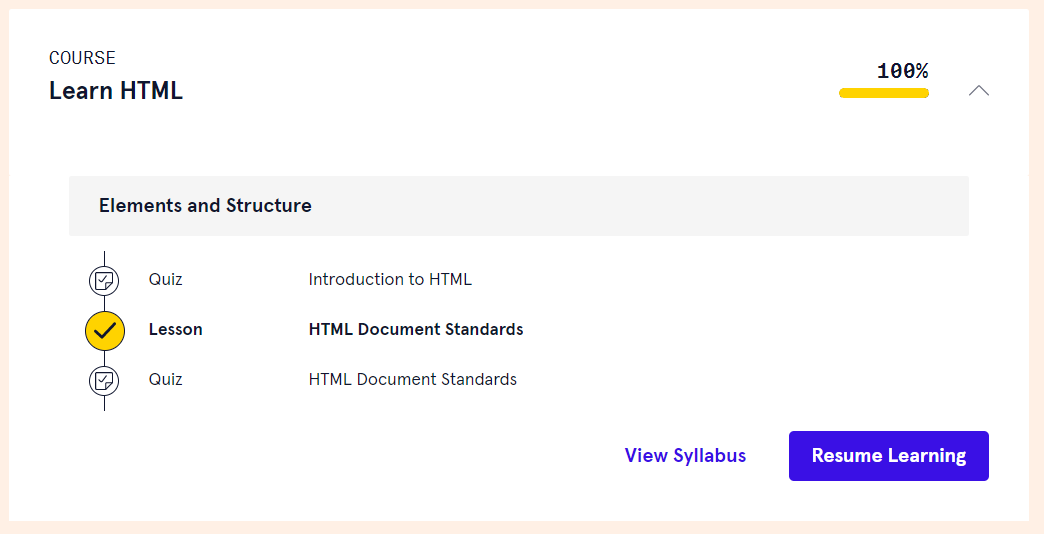 COURSE
Learn HTML
100%
Elements and Structure
Quiz Introduction to HTML
Lesson HTML Document Standards
Quiz HTML Document Standards
View Syllabus Resume Learning